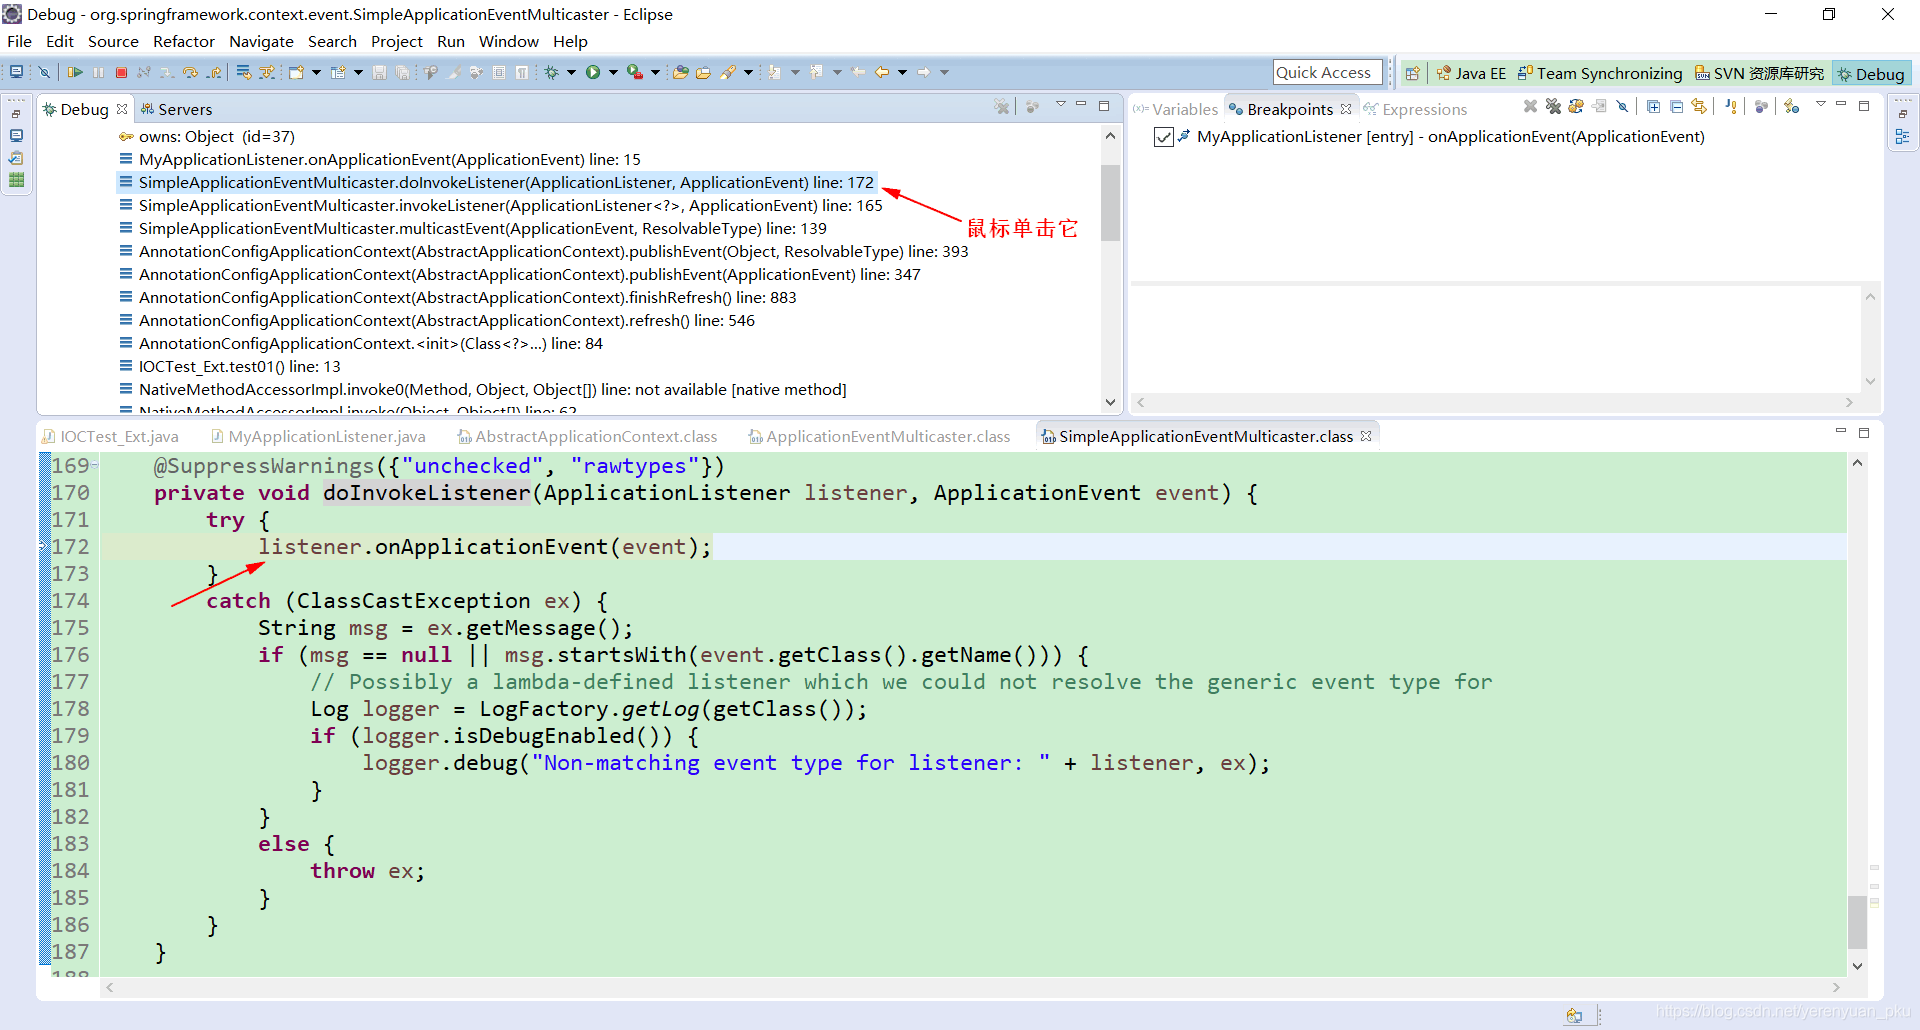 Debug - org.springframework.context.event.SimpleApplicationEventMulticaster - Eclipse
File Edit Source Refactor Navigate Search Project Run Window Help
Quick Access
Java EE
Team Synchronizing
SVN 资源库研究
Debug
Debug
Servers
(x)= Variables
Breakpoints
Expressions
owns: Object (id=37)
MyApplicationListener.onApplicationEvent(ApplicationEvent) line: 15
SimpleApplicationEventMulticaster.doInvokeListener(ApplicationListener, ApplicationEvent) line: 172
SimpleApplicationEventMulticaster.invokeListener(ApplicationListener<?>, ApplicationEvent) line: 165
SimpleApplicationEventMulticaster.multicastEvent(ApplicationEvent, ResolvableType) line: 139
AnnotationConfigApplicationContext(AbstractApplicationContext).publishEvent(Object, ResolvableType) line: 393
AnnotationConfigApplicationContext(AbstractApplicationContext).publishEvent(ApplicationEvent) line: 347
AnnotationConfigApplicationContext(AbstractApplicationContext).finishRefresh() line: 883
AnnotationConfigApplicationContext(AbstractApplicationContext).refresh() line: 546
AnnotationConfigApplicationContext.<init>(Class<?>...) line: 84
IOCTest_Ext.test01() line: 13
NativeMethodAccessorImpl.invoke0(Method, Object, Object[]) line: not available [native method]
NativeMethodAccessorImpl.invoke(Object, Object[]) line: 62
鼠标单击它
MyApplicationListener [entry] - onApplicationEvent(ApplicationEvent)
IOCTest_Ext.java
MyApplicationListener.java
AbstractApplicationContext.class
ApplicationEventMulticaster.class
SimpleApplicationEventMulticaster.class
169 @SuppressWarnings({"unchecked", "rawtypes"})
170 private void doInvokeListener(ApplicationListener listener, ApplicationEvent event) {
171 try {
172 listener.onApplicationEvent(event);
173 }
174 catch (ClassCastException ex) {
175 String msg = ex.getMessage();
176 if (msg == null || msg.startsWith(event.getClass().getName())) {
177 // Possibly a lambda-defined listener which we could not resolve the generic event type for
178 Log logger = LogFactory.getLog(getClass());
179 if (logger.isDebugEnabled()) {
180 logger.debug("Non-matching event type for listener: " + listener, ex);
181 }
182 }
183 else {
184 throw ex;
185 }
186 }
187 }
188
https://blog.csdn.net/yerenyuan_pku